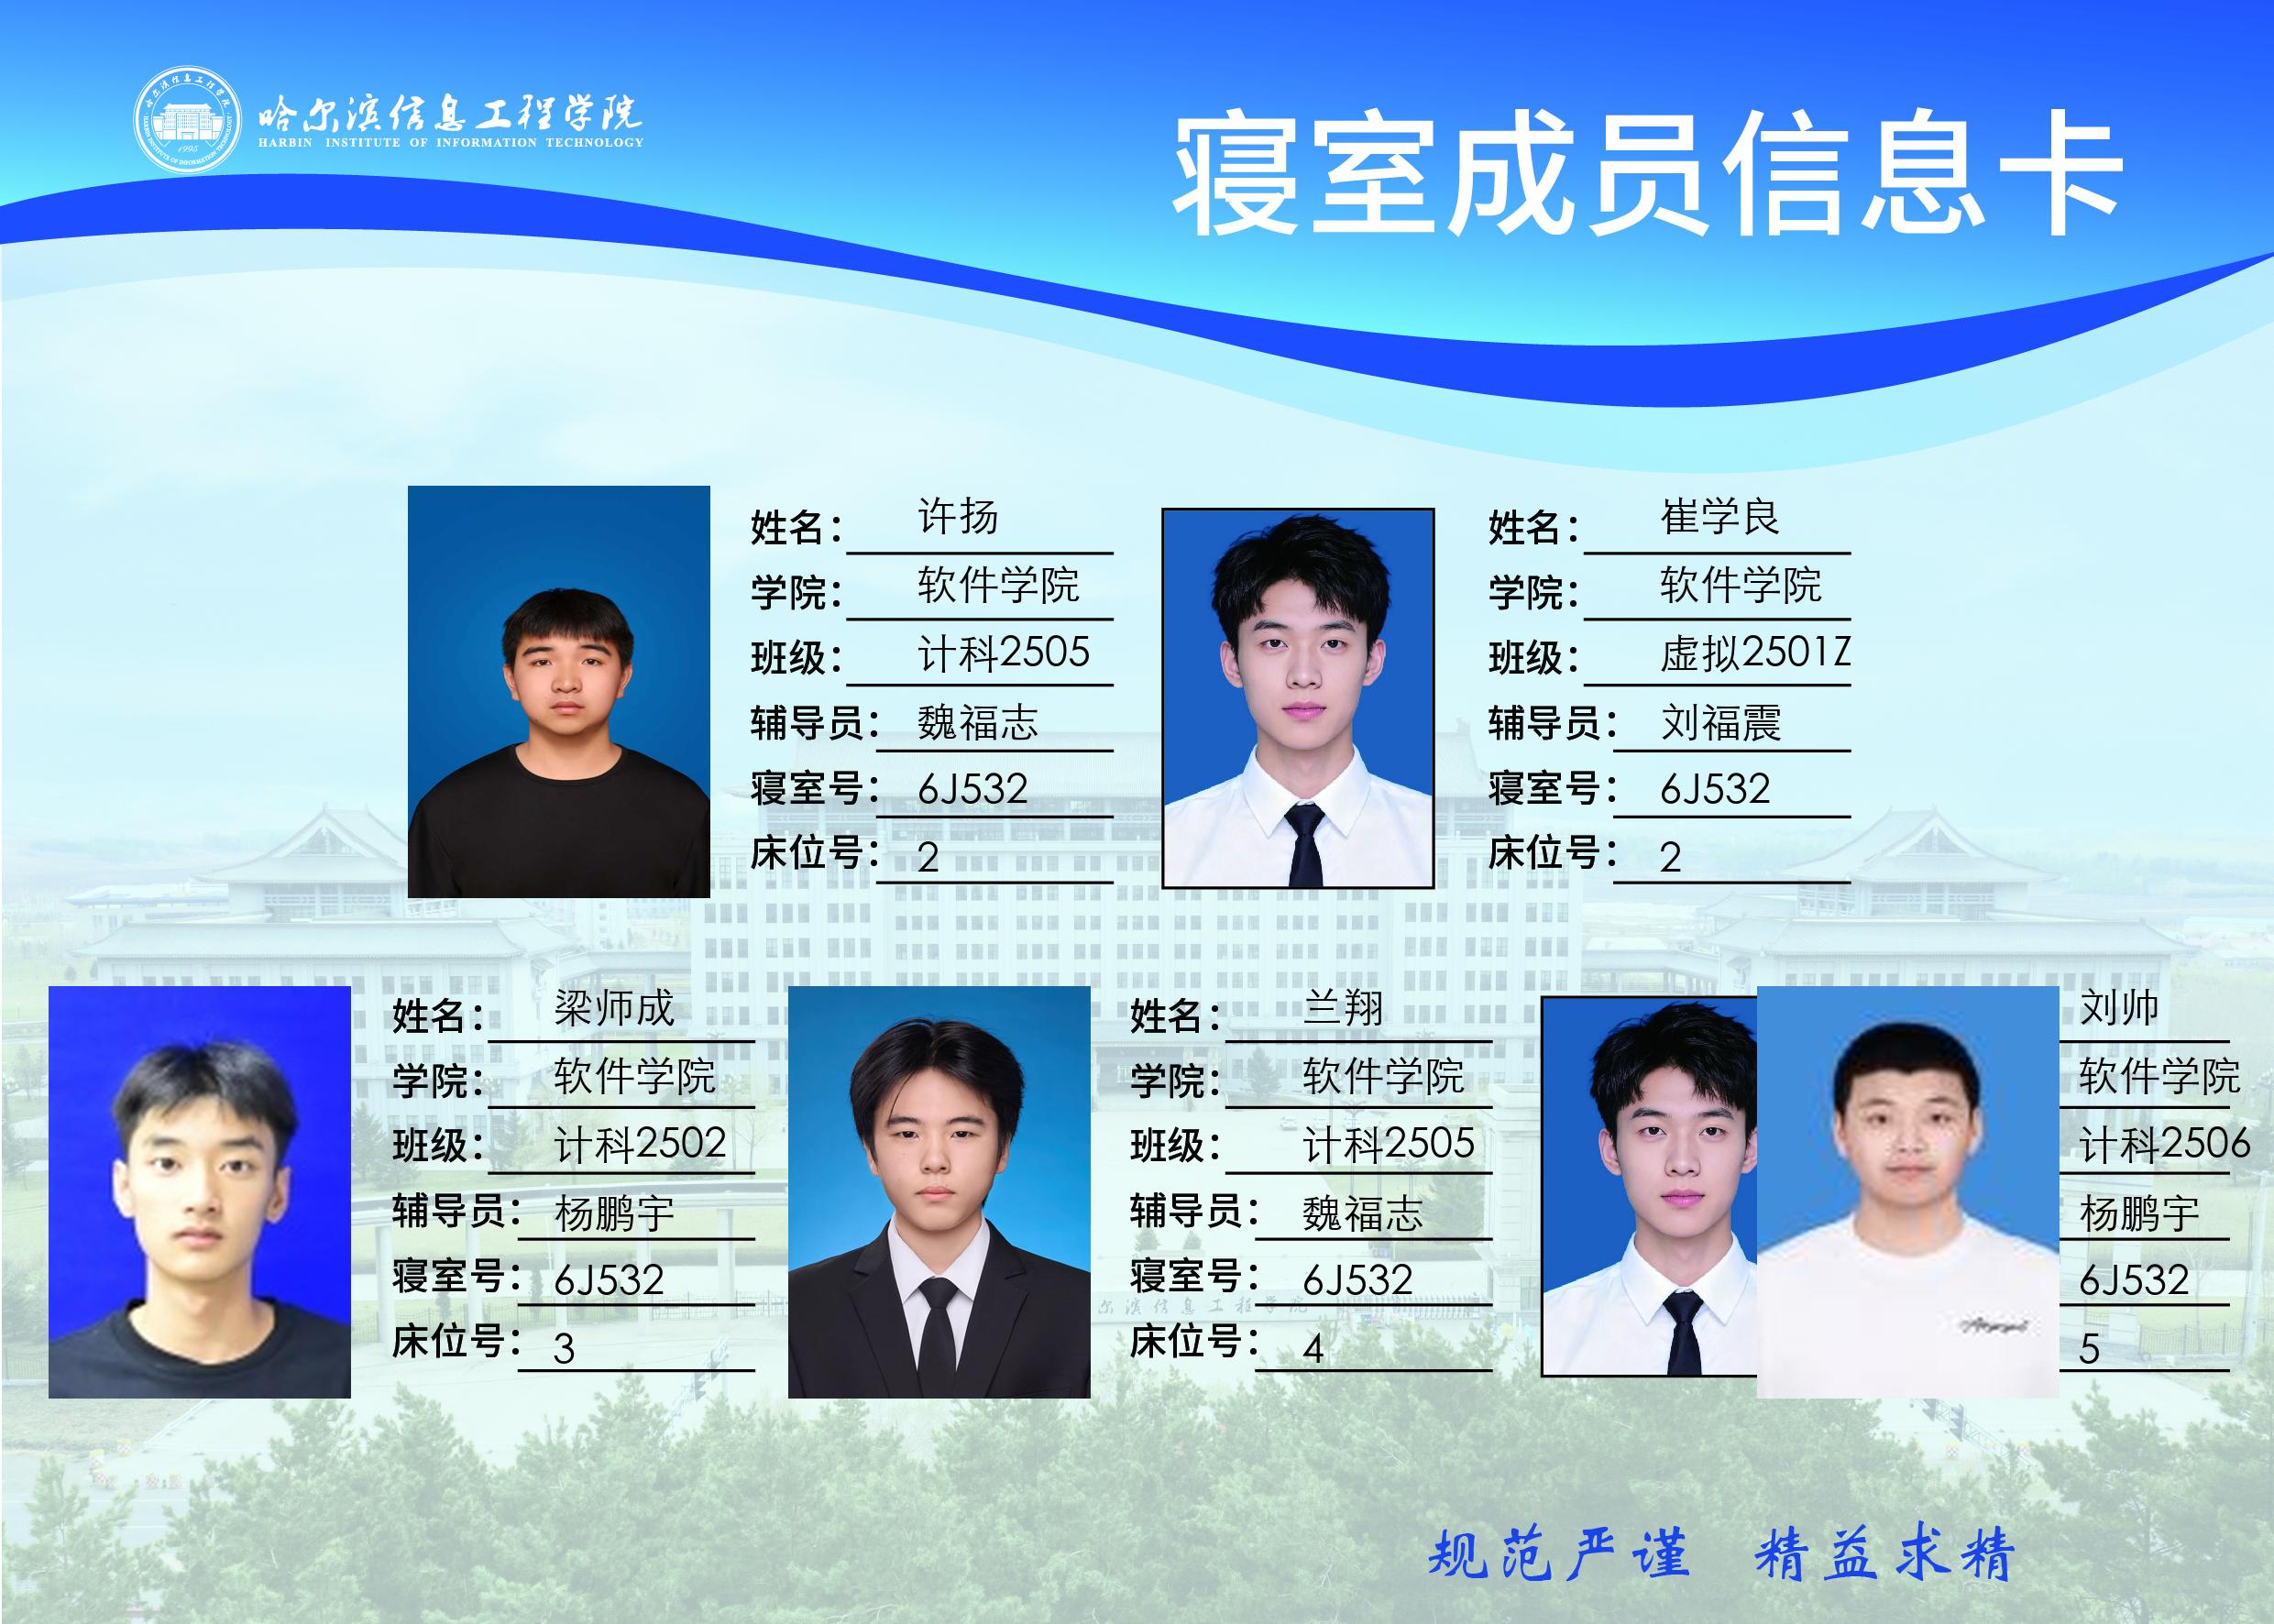 哈尔滨信息工程学院
HARBIN INSTITUTE OF INFORMATION TECHNOLOGY
1995
寝室成员信息卡
姓名： 许扬
学院： 软件学院
班级： 计科2505
辅导员： 魏福志
寝室号： 6J532
床位号： 2
姓名： 崔学良
学院： 软件学院
班级： 虚拟2501Z
辅导员： 刘福震
寝室号： 6J532
床位号： 2
姓名： 梁师成
学院： 软件学院
班级： 计科2502
辅导员： 杨鹏宇
寝室号： 6J532
床位号： 3
姓名： 兰翔
学院： 软件学院
班级： 计科2505
辅导员： 魏福志
寝室号： 6J532
床位号： 4
刘帅
软件学院
计科2506
杨鹏宇
6J532
5
规范严谨 精益求精